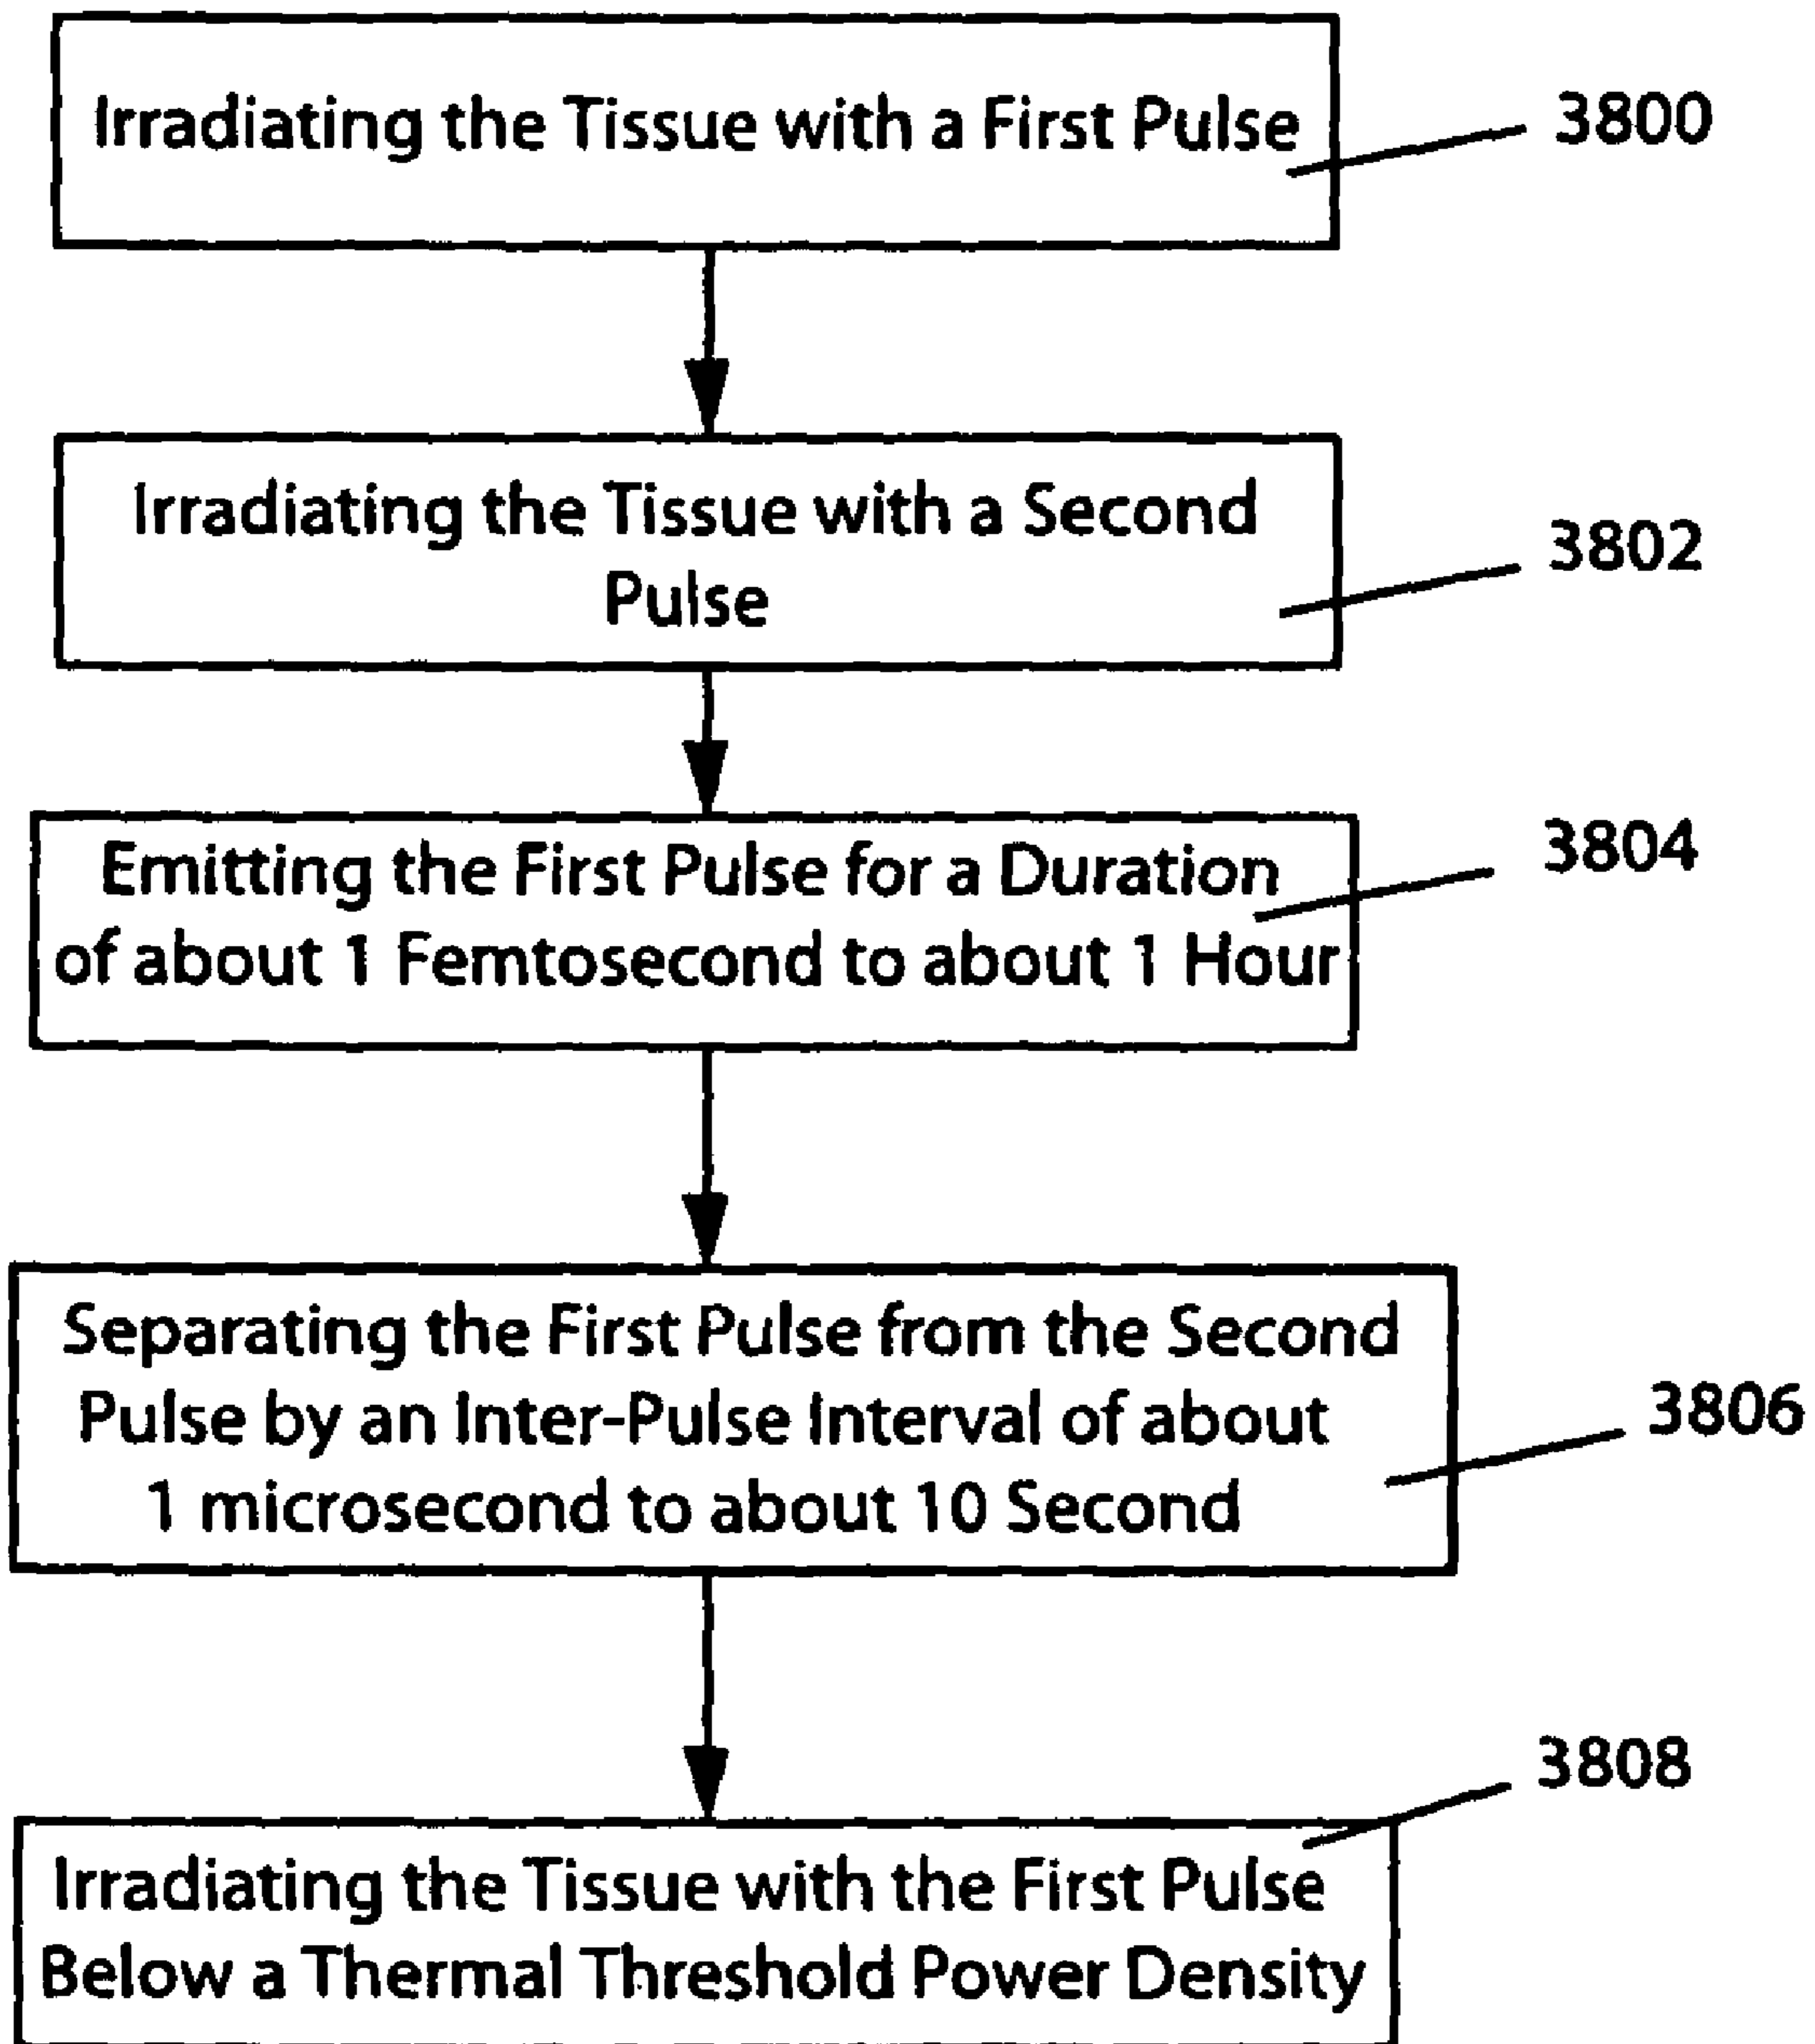 Irradiating the Tissue with a First Pulse
3800
Irradiating the Tissue with a Second
Pulse
3802
Emitting the First Pulse for a Duration
of about 1 Femtosecond to about 1 Hour
3804
Separating the First Pulse from the Second
Pulse by an Inter-Pulse Interval of about
1 microsecond to about 10 Second
3806
Irradiating the Tissue with the First Pulse
Below a Thermal Threshold Power Density
3808